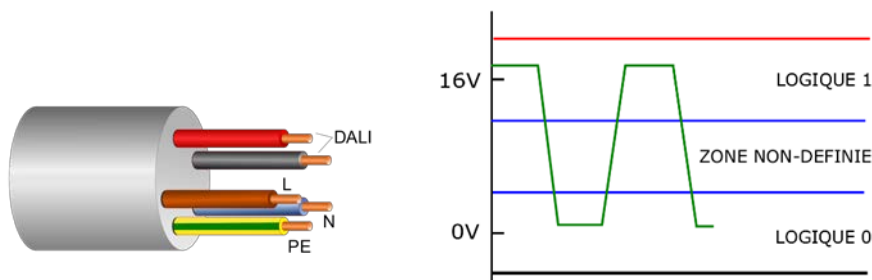 DALI
L
N
PE
16V
LOGIQUE 1
ZONE NON-DEFINIE
0V
LOGIQUE 0